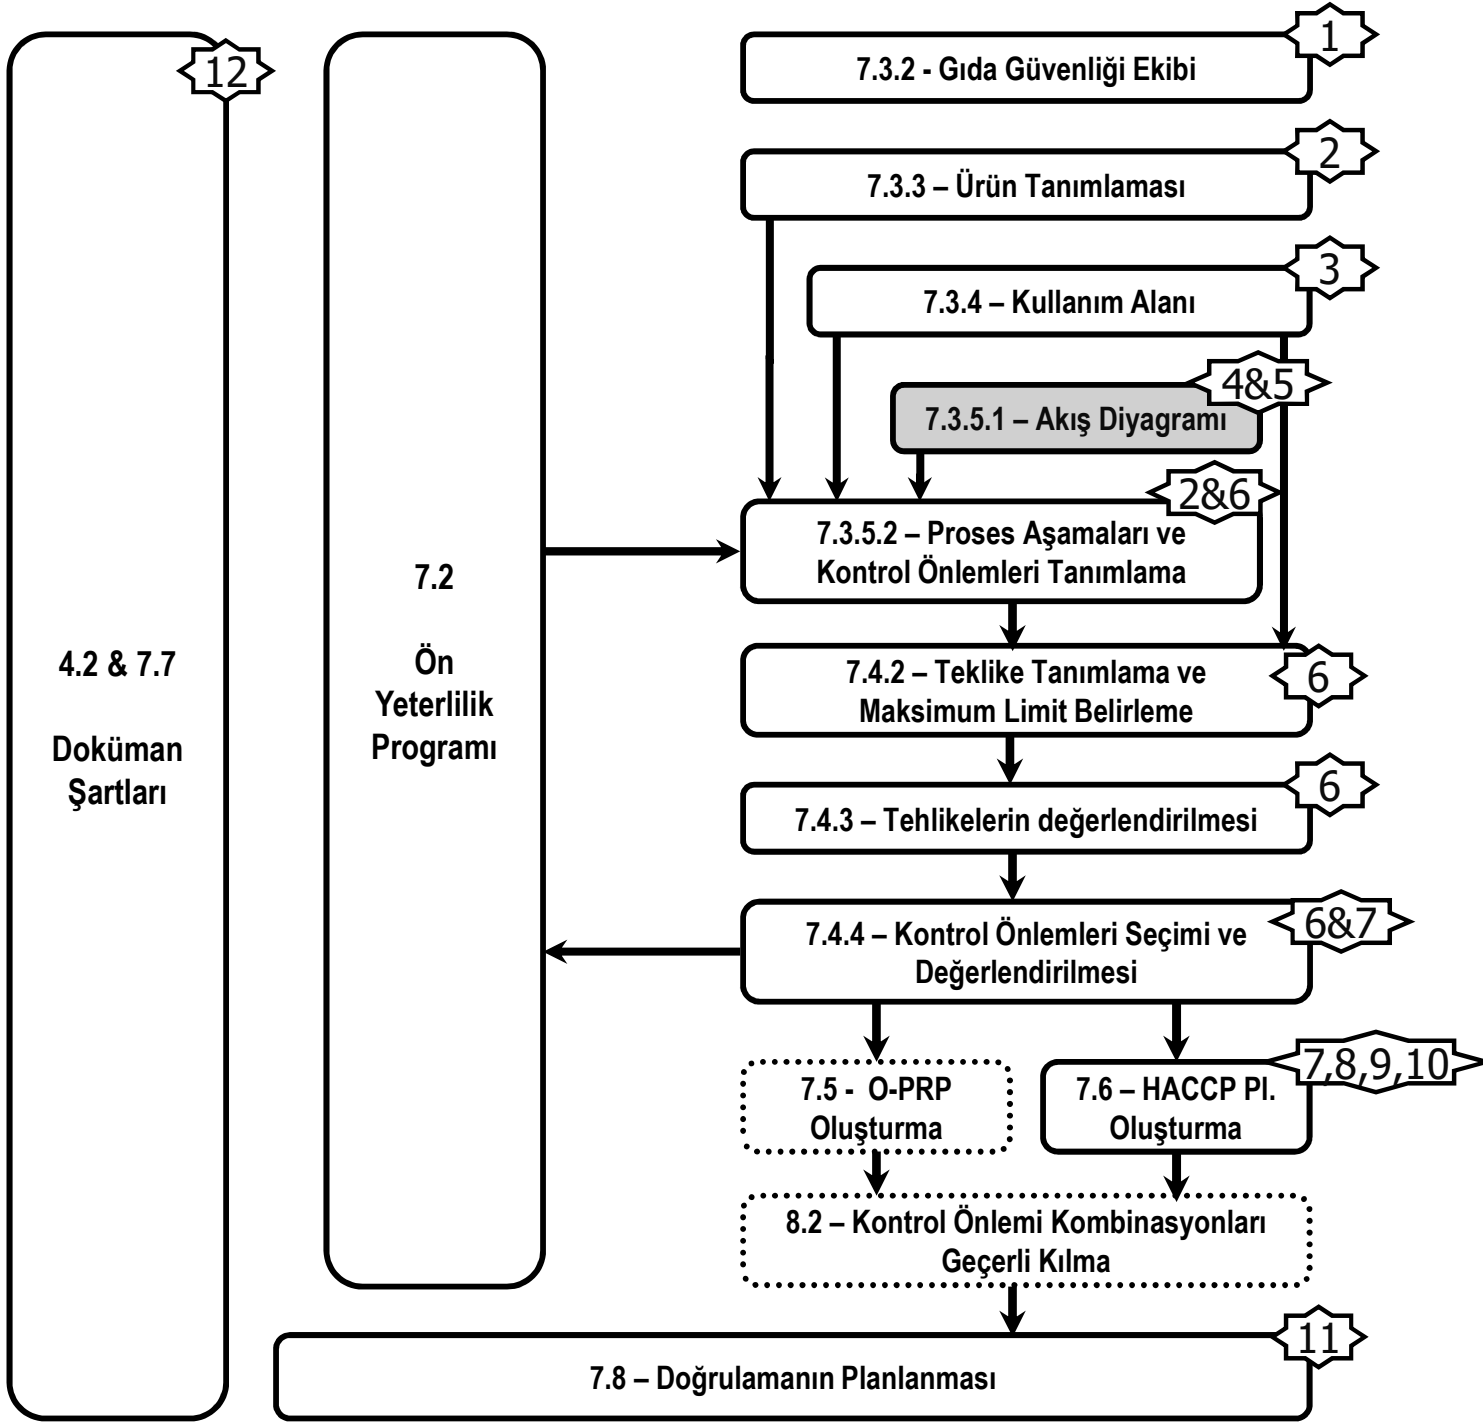 12
4.2 & 7.7
Doküman
Şartları
7.2
Ön
Yeterlilik
Programı
1
7.3.2 - Gıda Güvenliği Ekibi
2
7.3.3 – Ürün Tanımlaması
3
7.3.4 – Kullanım Alanı
4&5
7.3.5.1 – Akış Diyagramı
2&6
7.3.5.2 – Proses Aşamaları ve
Kontrol Önlemleri Tanımlama
6
7.4.2 – Teklike Tanımlama ve
Maksimum Limit Belirleme
6
7.4.3 – Tehlikelerin değerlendirilmesi
6&7
7.4.4 – Kontrol Önlemleri Seçimi ve
Değerlendirilmesi
7.5 - O-PRP
Oluşturma
7,8,9,10
7.6 – HACCP Pl.
Oluşturma
8.2 – Kontrol Önlemi Kombinasyonları
Geçerli Kılma
11
7.8 – Doğrulamanın Planlanması